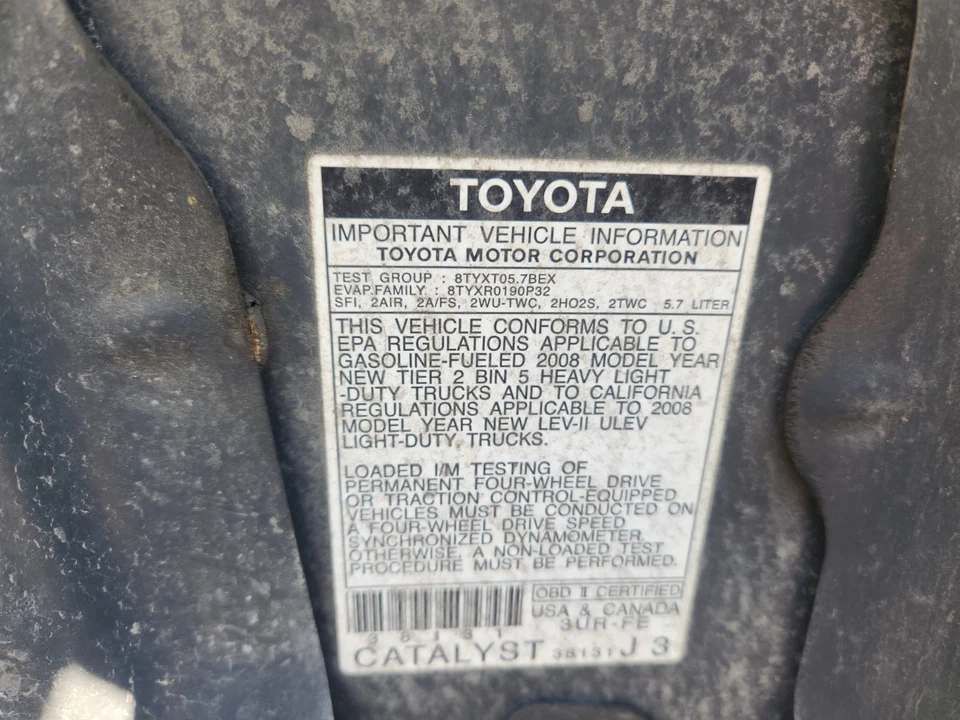 TOYOTA
IMPORTANT VEHICLE INFORMATION
TOYOTA MOTOR CORPORATION
TEST GROUP : 8TYXT05.7BEX
EVAP.FAMILY : 8TYXR0190P32
SFI, 2AIR, 2A/FS, 2WU-TWC, 2HO2S, 2TWC 5.7 LITER
THIS VEHICLE CONFORMS TO U.S.
EPA REGULATIONS APPLICABLE TO
GASOLINE-FUELED 2008 MODEL YEAR
NEW TIER 2 BIN 5 HEAVY LIGHT
-DUTY TRUCKS AND TO CALIFORNIA
REGULATIONS APPLICABLE TO 2008
MODEL YEAR NEW LEV-II ULEV
LIGHT-DUTY, TRUCKS.
LOADED I/M TESTING OF
PERMANENT FOUR-WHEEL DRIVE
OR TRACTION CONTROL-EQUIPPED
VEHICLES MUST BE CONDUCTED ON
A FOUR-WHEEL DRIVE SPEED
SYNCHRONIZED DYNAMOMETER.
OTHERWISE, A NON-LOADED TEST
PROCEDURE MUST BE PERFORMED.
OBD II CERTIFIED
USA & CANADA
38131 3UR-FE
CATALYST 38131 J 3